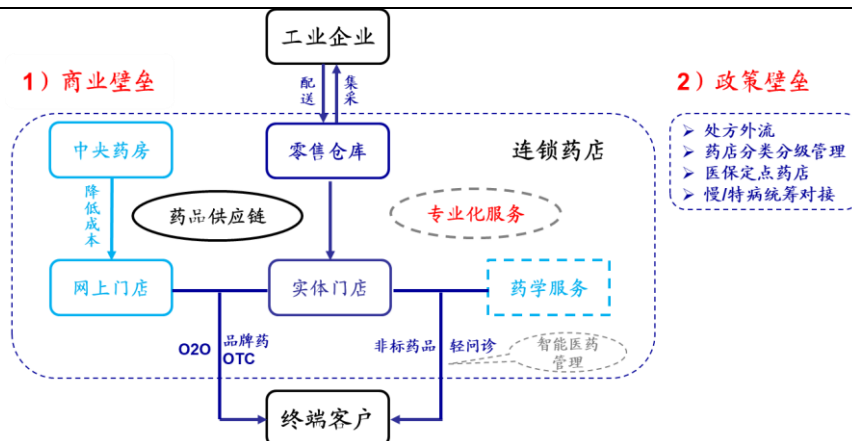 工业企业
1）商业壁垒
配送
集采
2）政策壁垒
中央药房
零售仓库
连锁药店
➢ 处方外流
➢ 药店分类分级管理
➢ 医保定点药店
➢ 慢/特病统筹对接
降低成本
药品供应链
专业化服务
网上门店
实体门店
药学服务
O2O
品牌药
OTC
非标药品
轻问诊
智能医药
管理
终端客户